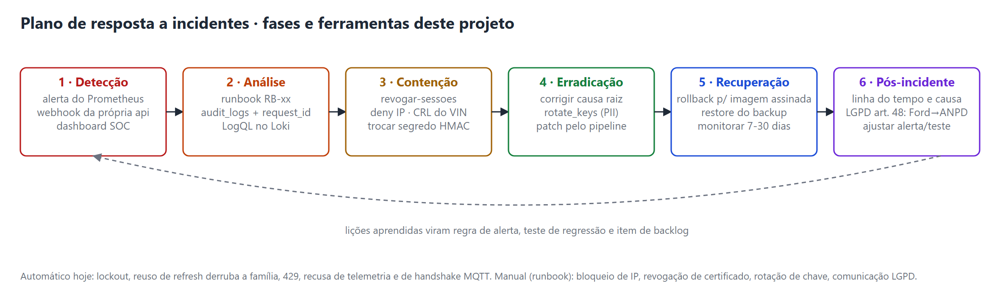 Plano de resposta a incidentes · fases e ferramentas deste projeto
1 · Detecção
alerta do Prometheus
webhook da própria api
dashboard SOC
2 · Análise
runbook RB-xx
audit_logs + request_id
LogQL no Loki
3 · Contenção
revogar-sessoes
deny IP · CRL do VIN
trocar segredo HMAC
4 · Erradicação
corrigir causa raiz
rotate_keys (PII)
patch pelo pipeline
5 · Recuperação
rollback p/ imagem assinada
restore do backup
monitorar 7-30 dias
6 · Pós-incidente
linha do tempo e causa
LGPD art. 48: Ford→ANPD
ajustar alerta/teste
lições aprendidas viram regra de alerta, teste de regressão e item de backlog
Automático hoje: lockout, reuso de refresh derruba a família, 429, recusa de telemetria e de handshake MQTT. Manual (runbook): bloqueio de IP, revogação de certificado, rotação de chave, comunicação LGPD.